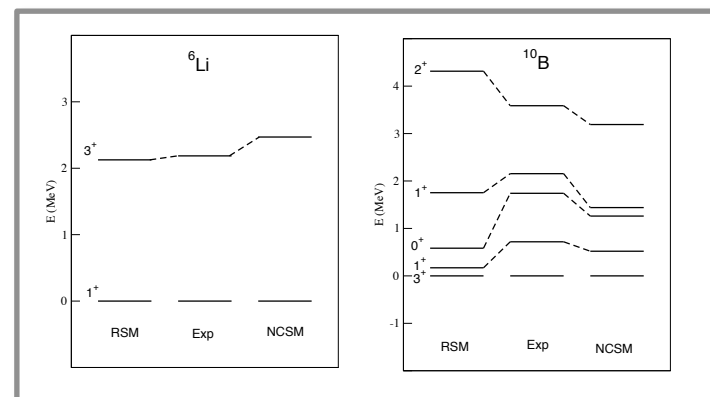 ⁶Li
E (MeV)
3
2
1
0
3⁺
1⁺
RSM Exp NCSM
¹⁰B
E (MeV)
4
3
2
1
0
-1
2⁺
1⁺
0⁺
1⁺
3⁺
RSM Exp NCSM